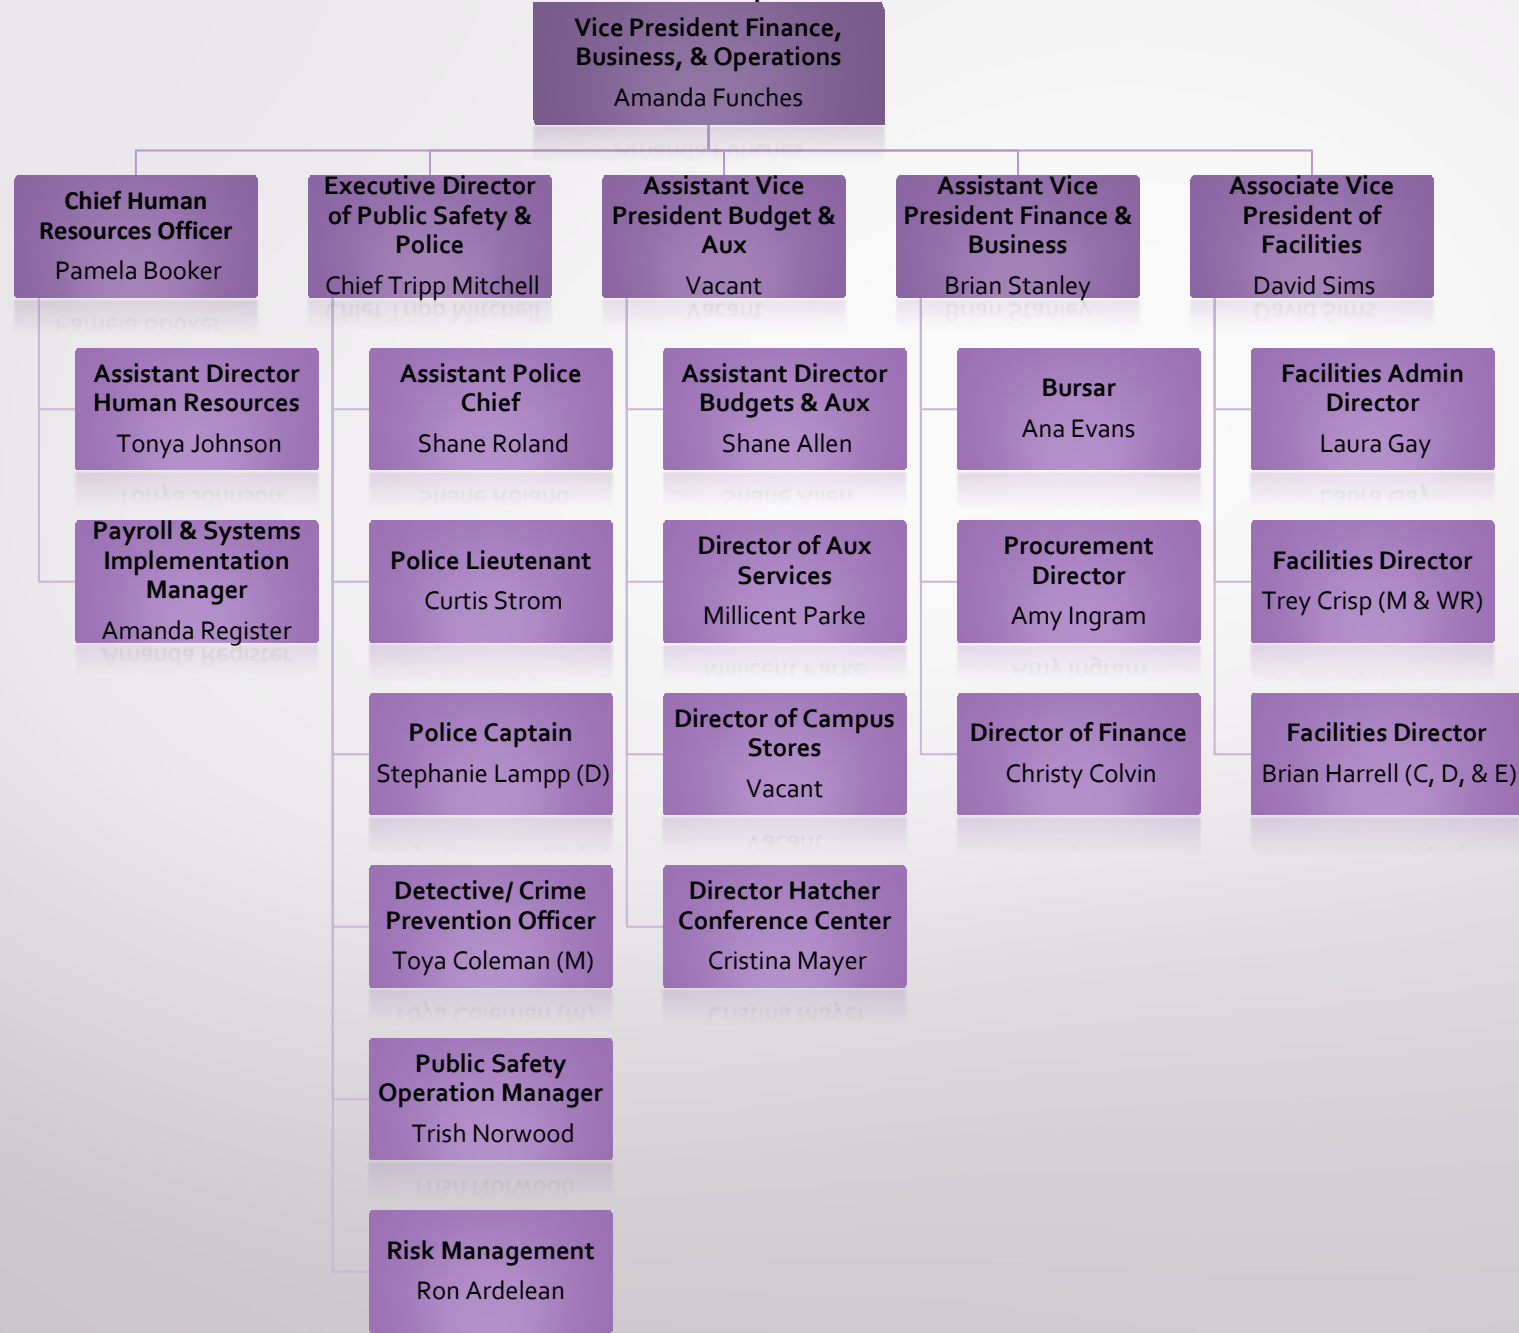 Vice President Finance,
Business, & Operations
Amanda Funches
Chief Human
Resources Officer
Pamela Booker
Assistant Director
Human Resources
Tonya Johnson
Payroll & Systems
Implementation
Manager
Amanda Register
Executive Director
of Public Safety &
Police
Chief Tripp Mitchell
Assistant Police
Chief
Shane Roland
Police Lieutenant
Curtis Strom
Police Captain
Stephanie Lampp (D)
Detective/ Crime
Prevention Officer
Toya Coleman (M)
Public Safety
Operation Manager
Trish Norwood
Risk Management
Ron Ardelean
Assistant Vice
President Budget &
Aux
Vacant
Assistant Director
Budgets & Aux
Shane Allen
Director of Aux
Services
Millicent Parke
Director of Campus
Stores
Vacant
Director Hatcher
Conference Center
Cristina Mayer
Assistant Vice
President Finance &
Business
Brian Stanley
Bursar
Ana Evans
Procurement
Director
Amy Ingram
Director of Finance
Christy Colvin
Associate Vice
President of
Facilities
David Sims
Facilities Admin
Director
Laura Gay
Facilities Director
Trey Crisp (M & WR)
Facilities Director
Brian Harrell (C, D, & E)